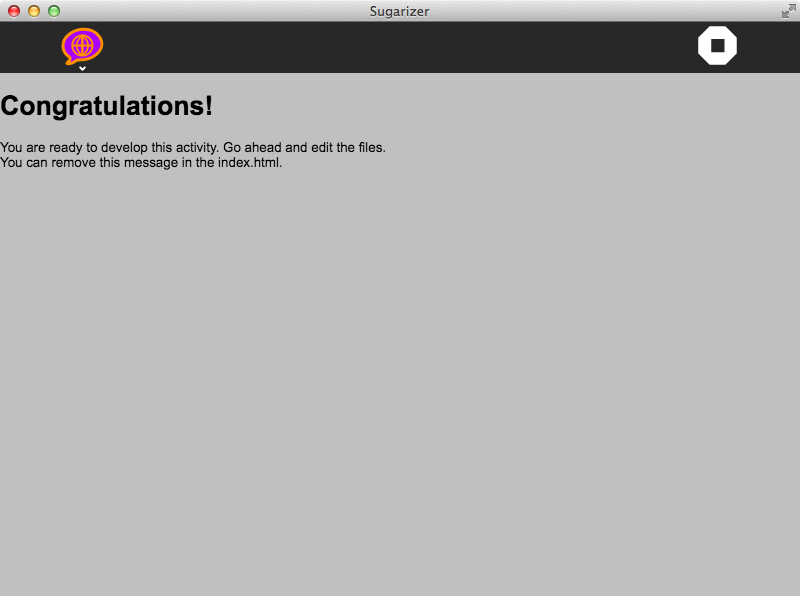 Sugarizer
Congratulations!
You are ready to develop this activity. Go ahead and edit the files.
You can remove this message in the index.html.